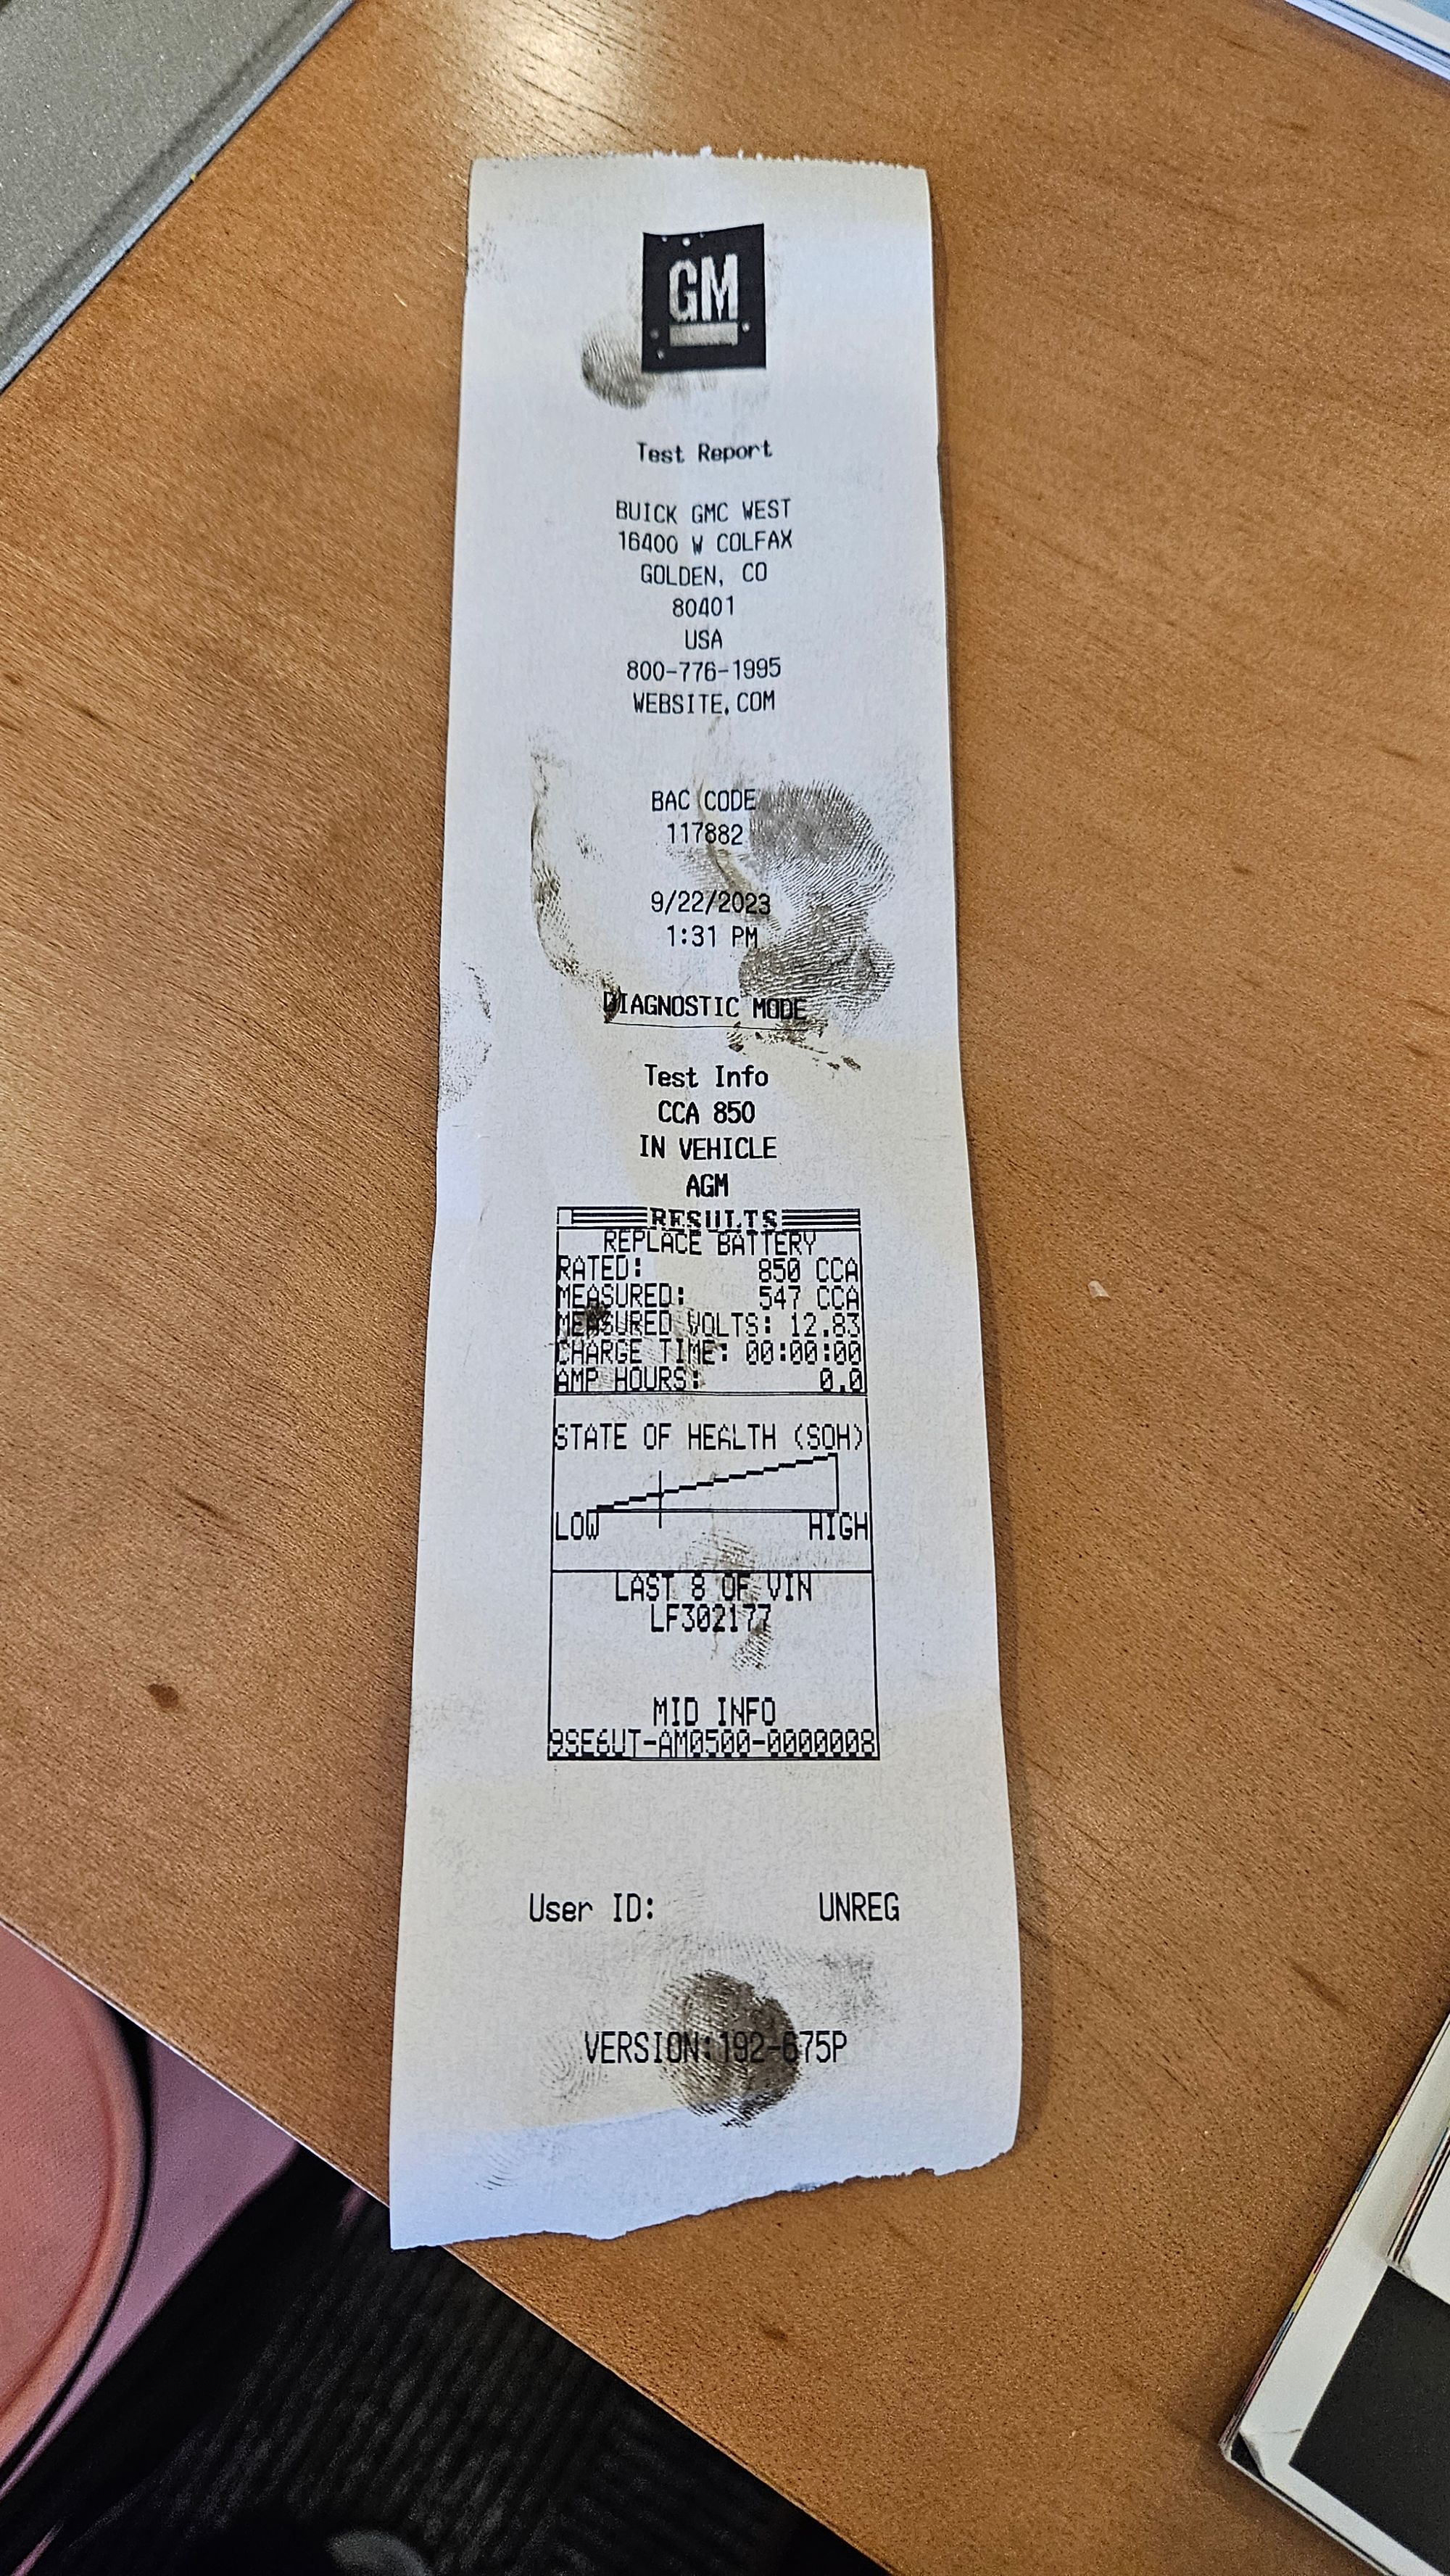 GM
Test Report
BUICK GMC WEST
16400 W COLFAX
GOLDEN, CO
80401
USA
800-776-1995
WEBSITE.COM
BAC CODE
117882
9/22/2023
1:31 PM
DIAGNOSTIC MODE
Test Info
CCA 850
IN VEHICLE
AGM
RESULTS
REPLACE BATTERY
RATED: 850 CCA
MEASURED: 547 CCA
MEASURED VOLTS: 12.83
CHARGE TIME: 00:00:00
AMP HOURS: 0.0
STATE OF HEALTH (SOH)
LOW HIGH
LAST 8 OF VIN
LF302177
MID INFO
9SE6UT-AM0500-0000008
User ID: UNREG
VERSION:192-675P